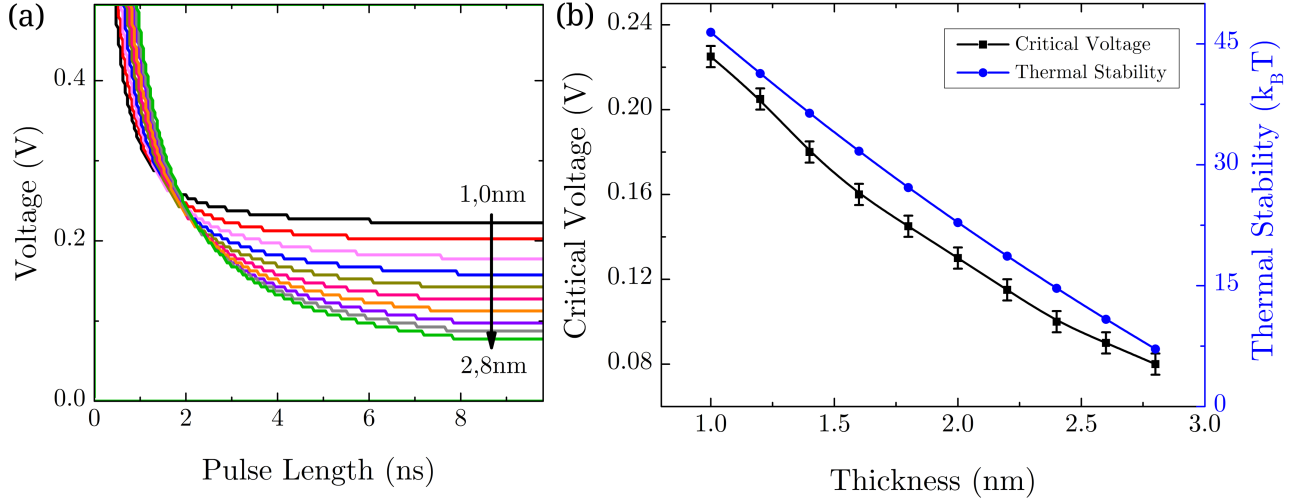 (a)
Voltage (V)
0.4
0.2
0.0
0
2
4
6
8
Pulse Length (ns)
1,0nm
2,8nm
(b)
Critical Voltage (V)
0.24
0.20
0.16
0.12
0.08
1.0
1.5
2.0
2.5
3.0
Thickness (nm)
Critical Voltage
Thermal Stability
45
30
15
0
Thermal Stability (k_BT)